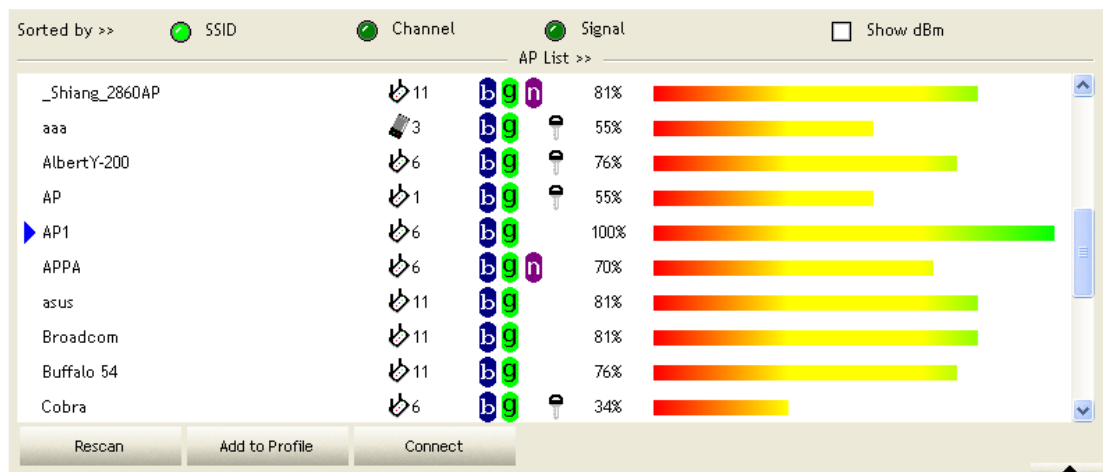 Sorted by >> SSID Channel Signal Show dBm
AP List >>
_Shiang_2860AP 11 b g n 81%
aaa 3 b g 55%
AlbertY-200 6 b g 76%
AP 1 b g 55%
AP1 6 b g 100%
APPA 6 b g n 70%
asus 11 b g 81%
Broadcom 11 b g 81%
Buffalo 54 11 b g 76%
Cobra 6 b g 34%
Rescan Add to Profile Connect